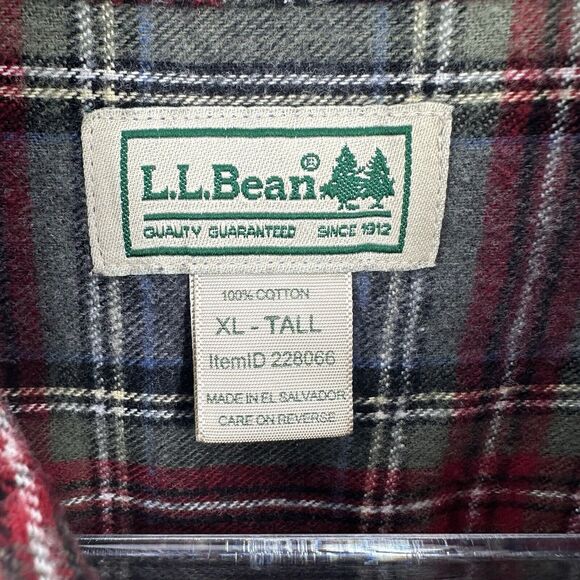 L.L.Bean®
QUALITY GUARANTEED SINCE 1912
100% COTTON
XL - TALL
ItemID 228066
MADE IN EL SALVADOR
CARE ON REVERSE